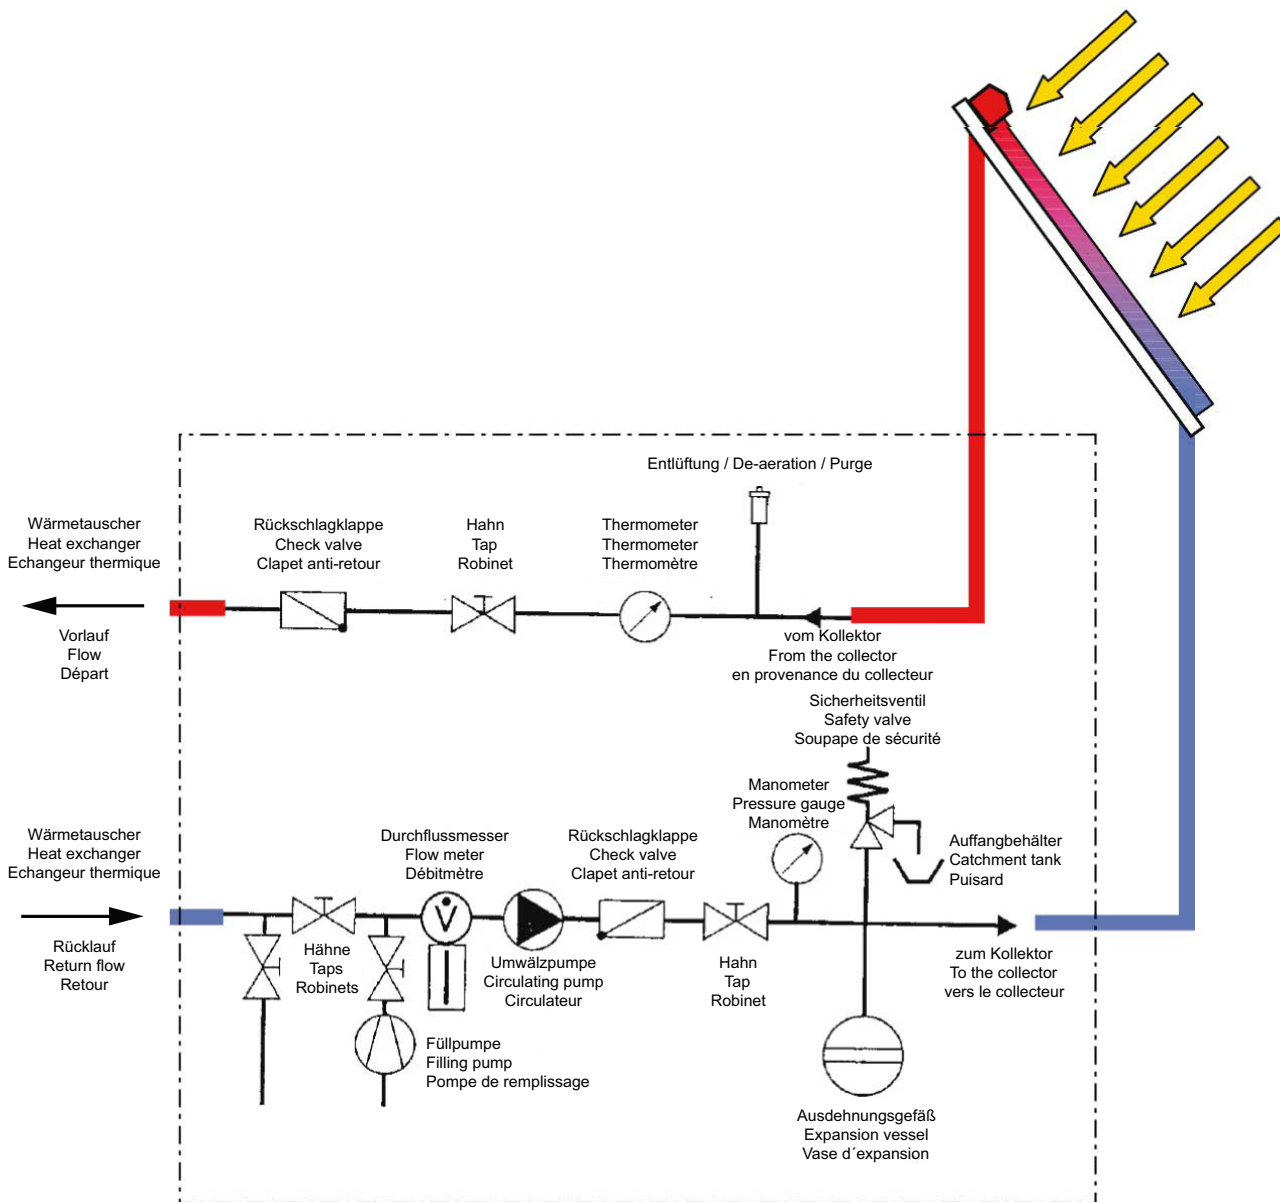 Entlüftung / De-aeration / Purge
Wärmetauscher
Heat exchanger
Echangeur thermique
Rückschlagklappe
Check valve
Clapet anti-retour
Hahn
Tap
Robinet
Thermometer
Thermometer
Thermomètre
Vorlauf
Flow
Départ
vom Kollektor
From the collector
en provenance du collecteur
Sicherheitsventil
Safety valve
Soupape de sécurité
Manometer
Pressure gauge
Manomètre
Wärmetauscher
Heat exchanger
Echangeur thermique
Durchflussmesser
Flow meter
Débitmètre
Rückschlagklappe
Check valve
Clapet anti-retour
Auffangbehälter
Catchment tank
Puisard
V
Rücklauf
Return flow
Retour
Hähne
Taps
Robinets
Umwälzpumpe
Circulating pump
Circulateur
Hahn
Tap
Robinet
zum Kollektor
To the collector
vers le collecteur
Füllpumpe
Filling pump
Pompe de remplissage
Ausdehnungsgefäß
Expansion vessel
Vase d´expansion